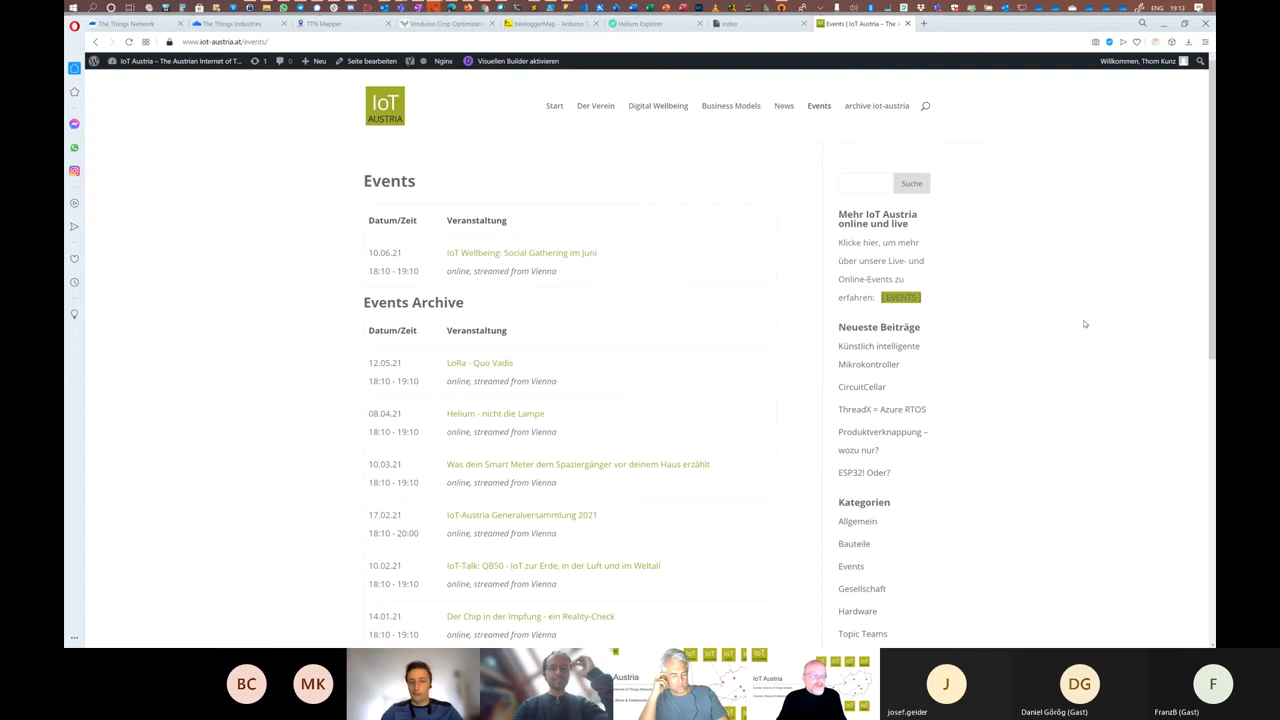 The Things Network
The Things Industries
TTN Mapper
Vinduino Crop Optimizatio
beeloggerMap - Arduino
Helium Explorer
index
Events | IoT Austria – The A
www.iot-austria.at/events/
IoT Austria – The Austrian Internet of T...
1
0
Neu
Seite bearbeiten
Nginx
Visuellen Builder aktivieren
Willkommen, Thom Kunz
19:13
IoT
AUSTRIA
Start
Der Verein
Digital Wellbeing
Business Models
News
Events
archive iot-austria
Events
Datum/Zeit
Veranstaltung
10.06.21
IoT Wellbeing: Social Gathering im Juni
18:10 - 19:10
online, streamed from Vienna
Events Archive
Datum/Zeit
Veranstaltung
12.05.21
LoRa - Quo Vadis
18:10 - 19:10
online, streamed from Vienna
08.04.21
Helium - nicht die Lampe
18:10 - 19:10
online, streamed from Vienna
10.03.21
Was dein Smart Meter dem Spaziergänger vor deinem Haus erzählt
18:10 - 19:10
online, streamed from Vienna
17.02.21
IoT-Austria Generalversammlung 2021
18:10 - 20:00
online, streamed from Vienna
10.02.21
IoT-Talk: QB50 - IoT zur Erde, in der Luft und im Weltall
18:10 - 19:10
online, streamed from Vienna
14.01.21
Der Chip in der Impfung - ein Reality-Check
18:10 - 19:10
online, streamed from Vienna
Suche
Mehr IoT Austria
online und live
Klicke hier, um mehr
über unsere Live- und
Online-Events zu
erfahren: [ EVENTS ]
Neueste Beiträge
Künstlich intelligente
Mikrokontroller
CircuitCellar
ThreadX = Azure RTOS
Produktverknappung –
wozu nur?
ESP32! Oder?
Kategorien
Allgemein
Bauteile
Events
Gesellschaft
Hardware
Topic Teams
BC
MK
Austria
IoT Austria
J
josef.geider
DG
Daniel Görög (Gast)
F
FranzB (Gast)